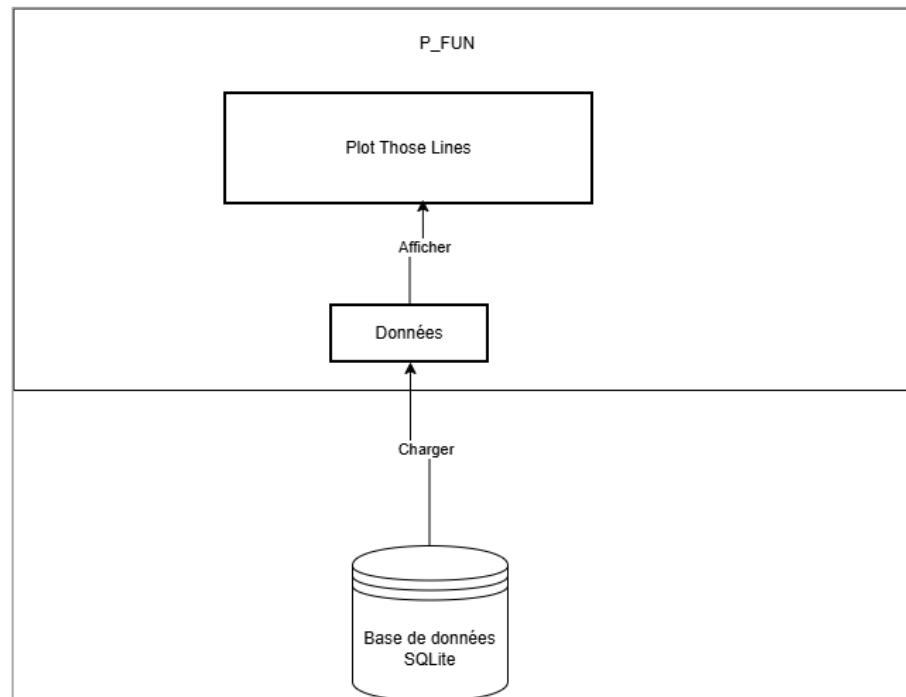 P_FUN
Plot Those Lines
Afficher
Données
Charger
Base de données
SQLite